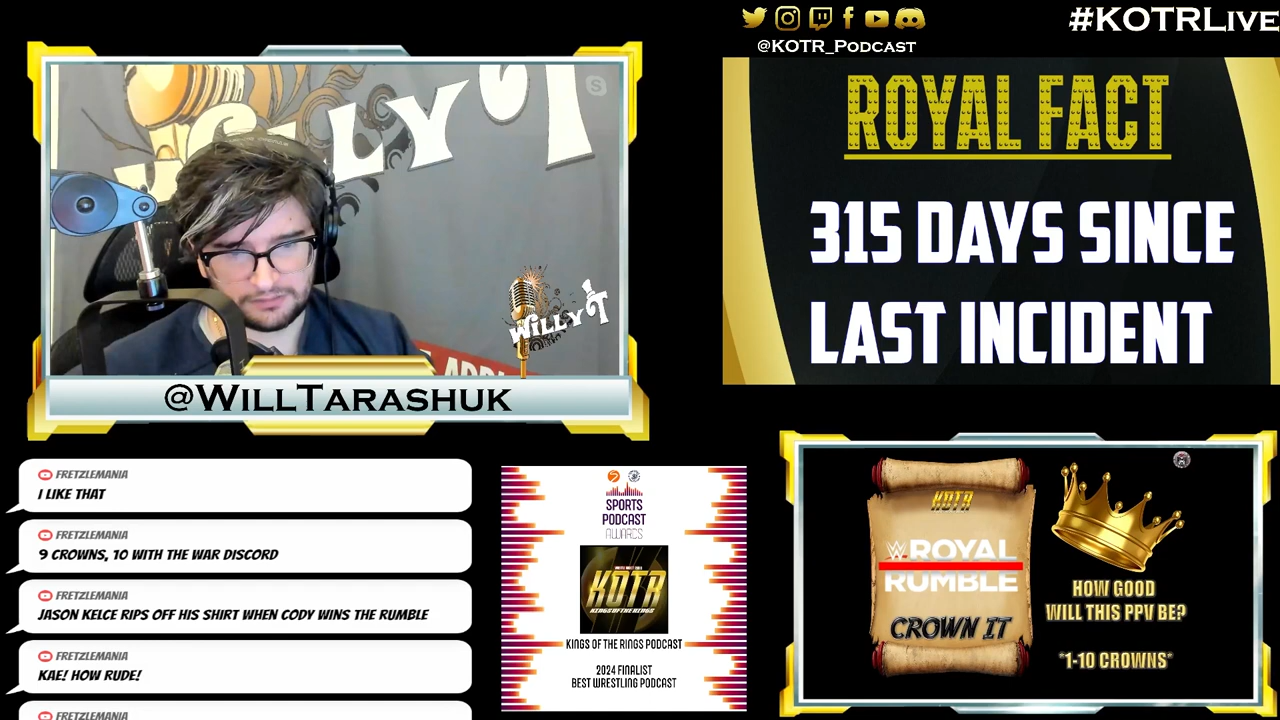 #KOTRLive
@KOTR_Podcast
WILLY T
WILLY T
@WillTarashuk
ROYAL FACT
315 DAYS SINCE
LAST INCIDENT
FRETZLEMANIA
I LIKE THAT
FRETZLEMANIA
9 CROWNS, 10 WITH THE WAR DISCORD
FRETZLEMANIA
JASON KELCE RIPS OFF HIS SHIRT WHEN CODY WINS THE RUMBLE
FRETZLEMANIA
KAE! HOW RUDE!
FRETZLEMANIA
SPORTS
PODCAST
AWARDS
KOTR
KINGS OF THE RINGS
KINGS OF THE RINGS PODCAST
2024 FINALIST
BEST WRESTLING PODCAST
KOTR
W ROYAL
RUMBLE
CROWN IT
HOW GOOD
WILL THIS PPV BE?
*1-10 CROWNS*